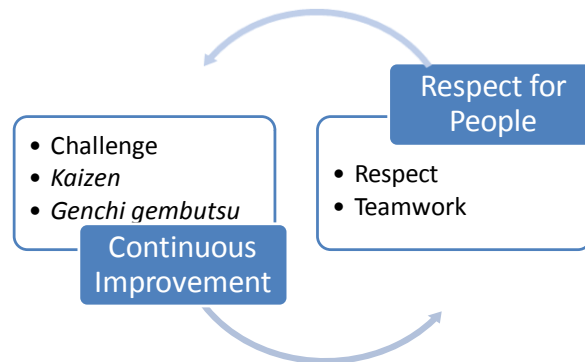 • Challenge
• Kaizen
• Genchi gembutsu
Continuous
Improvement
Respect for
People
• Respect
• Teamwork